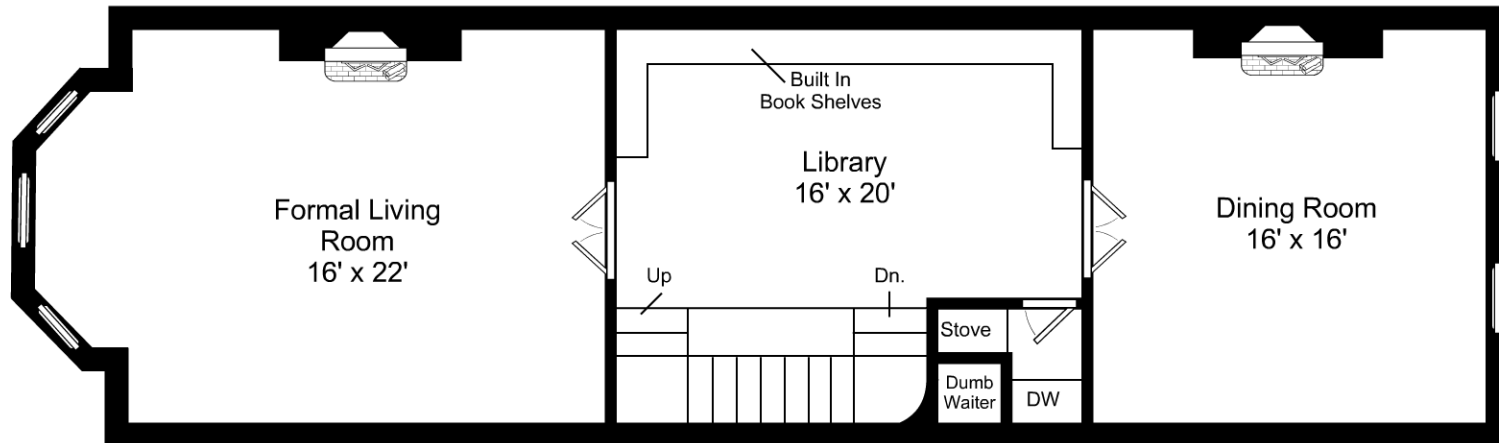 Formal Living
Room
16' x 22'
Built In
Book Shelves
Library
16' x 20'
Up
Dn.
Stove
Dumb
Waiter
DW
Dining Room
16' x 16'